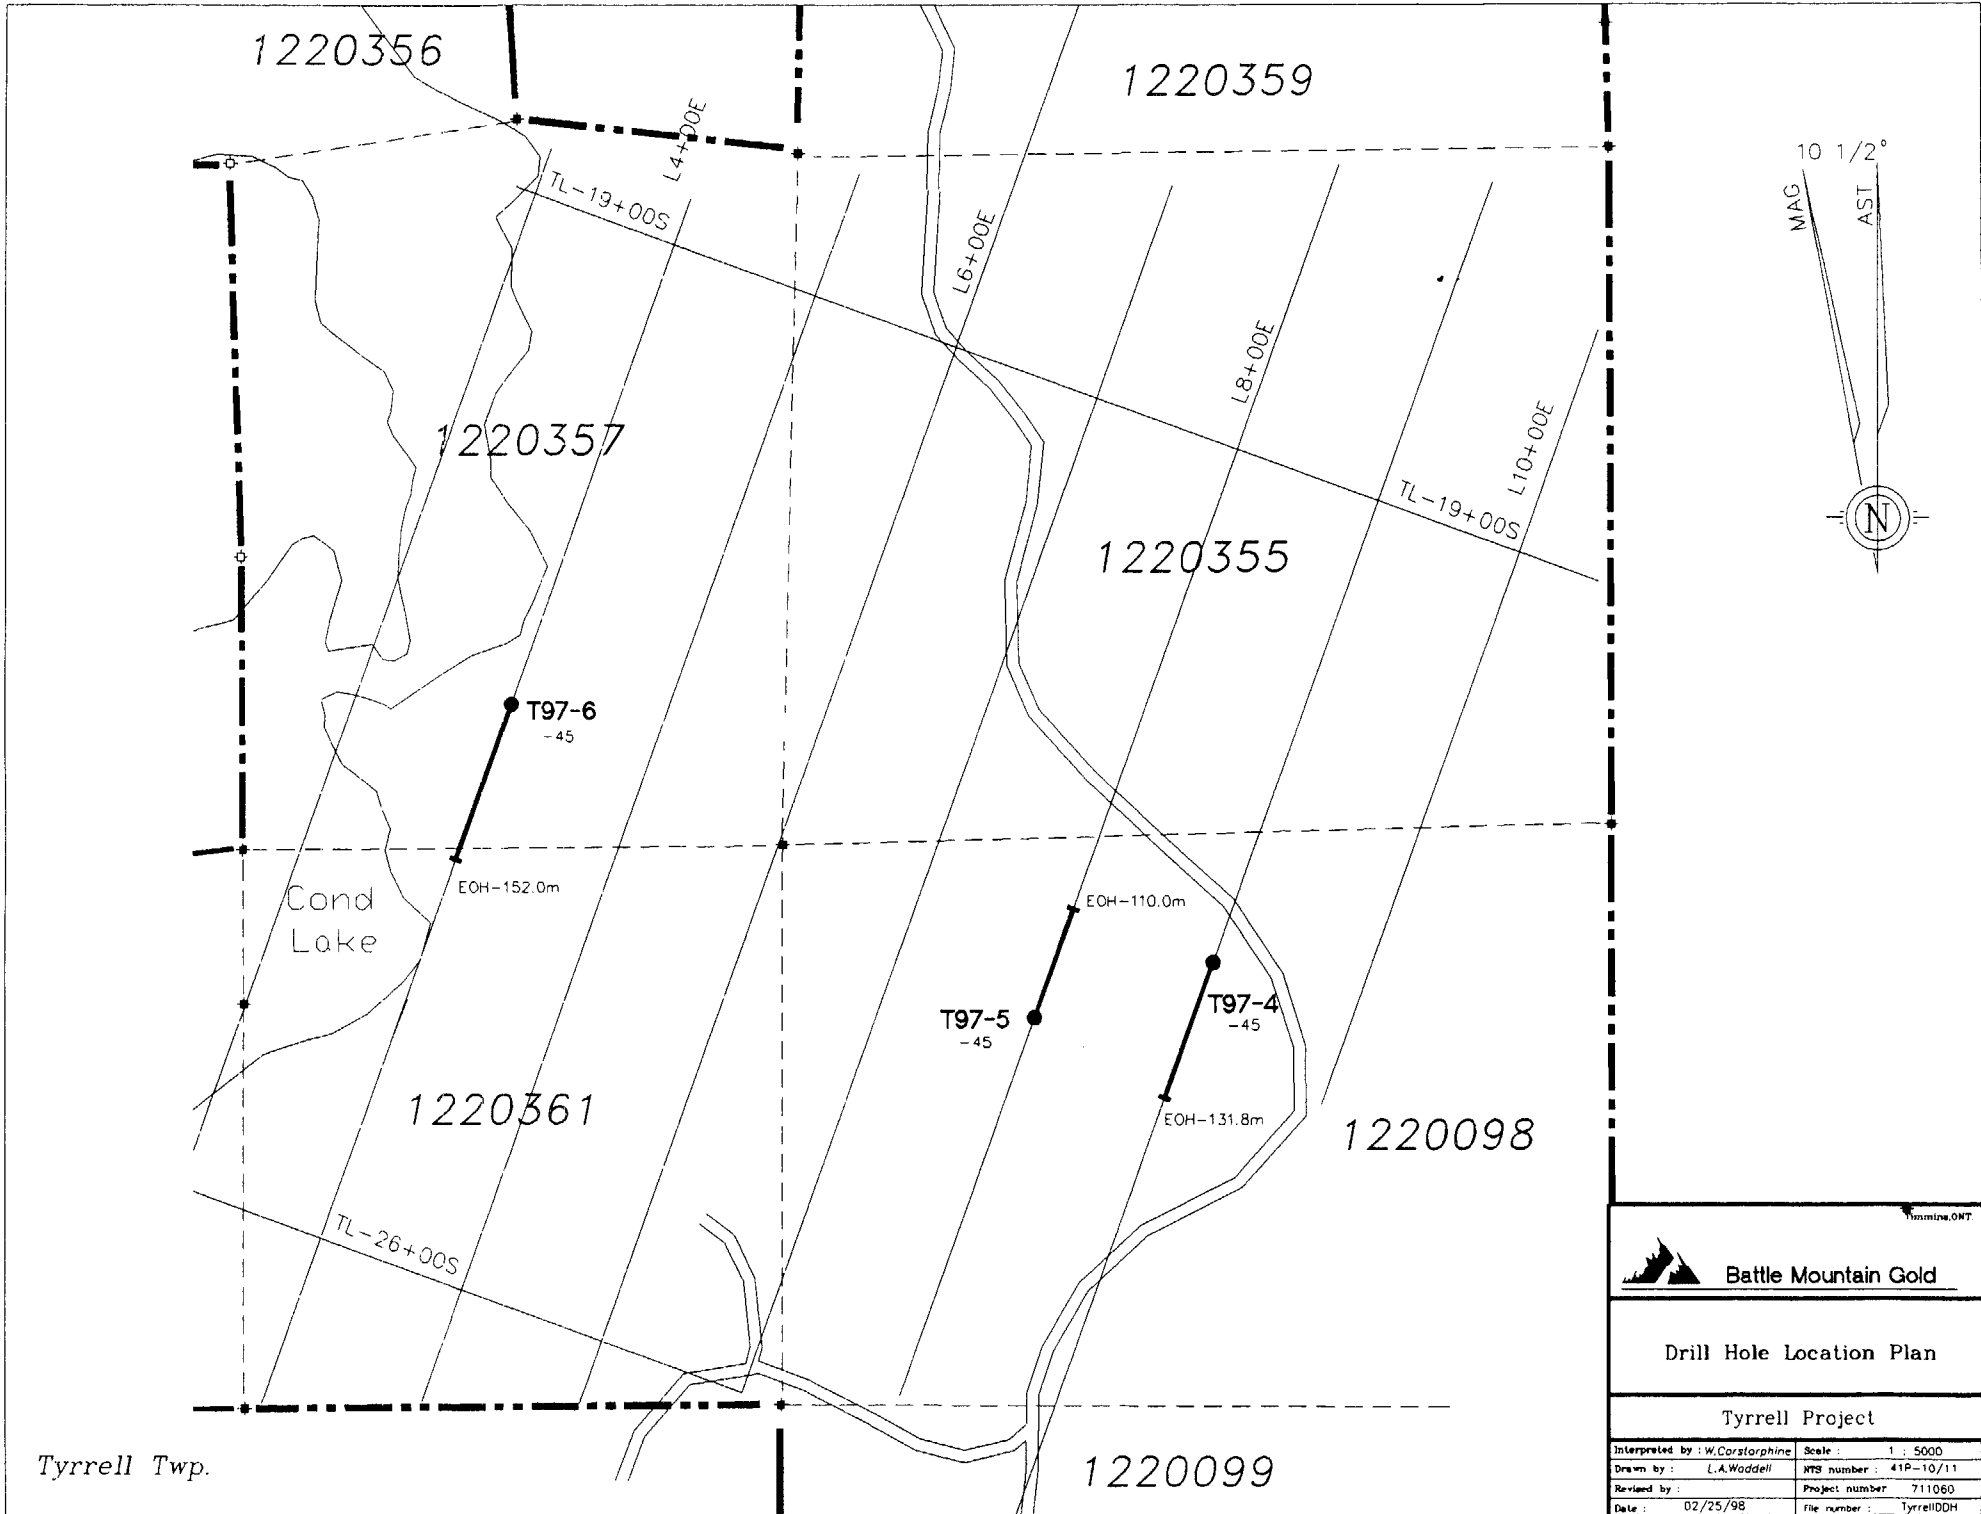 1220356
1220359
L4+00E
TL-19+00S
L6+00E
10 1/2°
MAG
AST
N
L8+00E
L10+00E
1220357
TL-19+00S
1220355
T97-6
-45
EOH-152.0m
Cond
Lake
EOH-110.0m
T97-5
-45
T97-4
-45
EOH-131.8m
1220361
1220098
TL-26+00S
1220099
Tyrrell Twp.
Timmins,ONT.
Battle Mountain Gold
Drill Hole Location Plan
Tyrrell Project
Interpreted by : W.Corstorphine Scale : 1 : 5000
Drawn by : L.A.Waddell NTS number : 41P-10/11
Revised by : Project number 711060
Date : 02/25/98 File number : TyrrellDDH